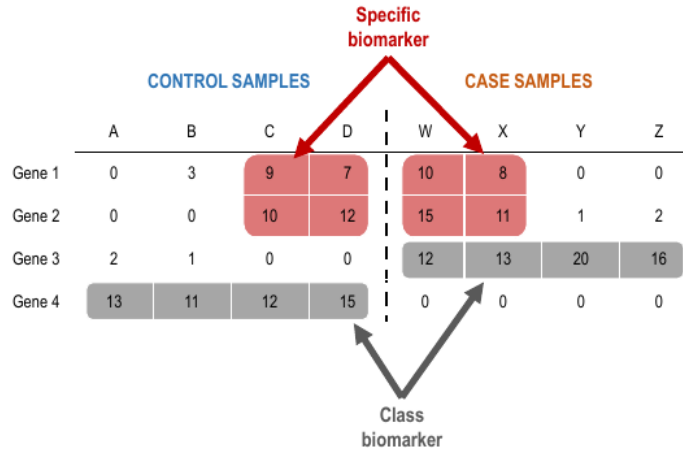 Specific
biomarker
CONTROL SAMPLES CASE SAMPLES
A B C D W X Y Z
Gene 1 0 3 9 7 10 8 0 0
Gene 2 0 0 10 12 15 11 1 2
Gene 3 2 1 0 0 12 13 20 16
Gene 4 13 11 12 15 0 0 0 0
Class
biomarker